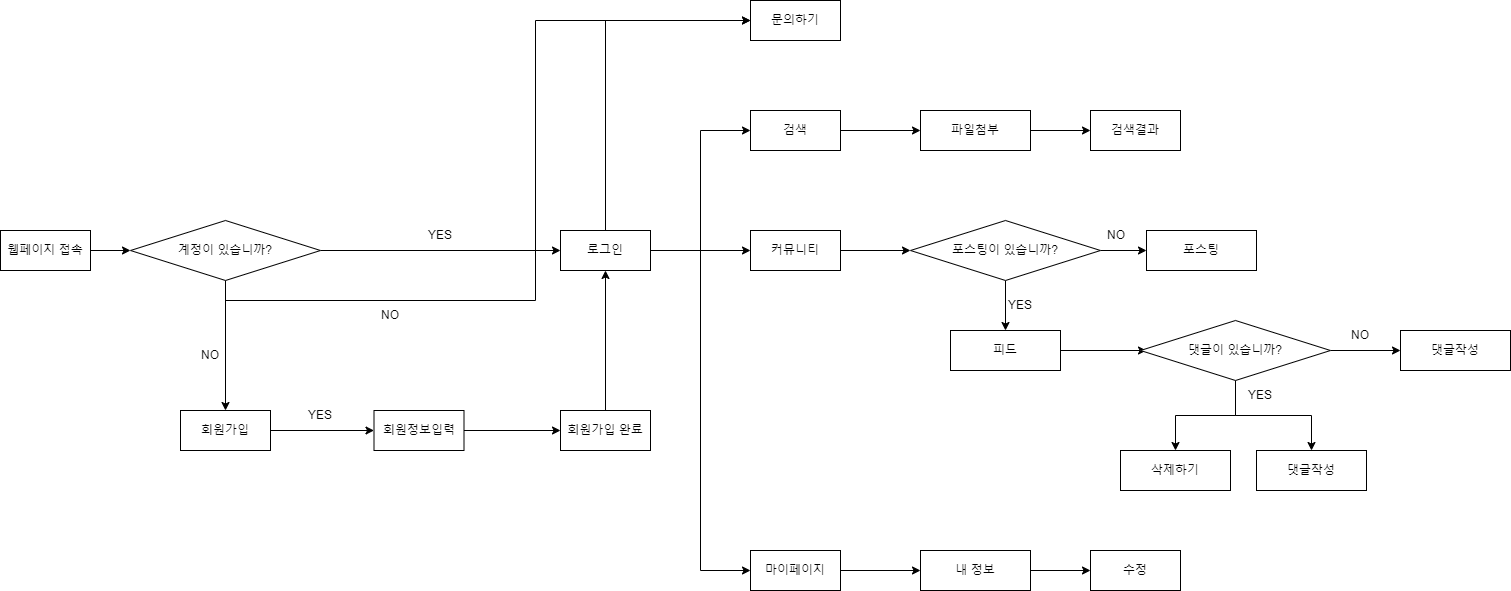 문의하기
검색
파일첨부
검색결과
웹페이지 접속
계정이 있습니까?
YES
로그인
커뮤니티
포스팅이 있습니까?
NO
포스팅
YES
NO
피드
댓글이 있습니까?
NO
댓글작성
NO
YES
회원가입
YES
회원정보입력
회원가입 완료
삭제하기
댓글작성
마이페이지
내 정보
수정